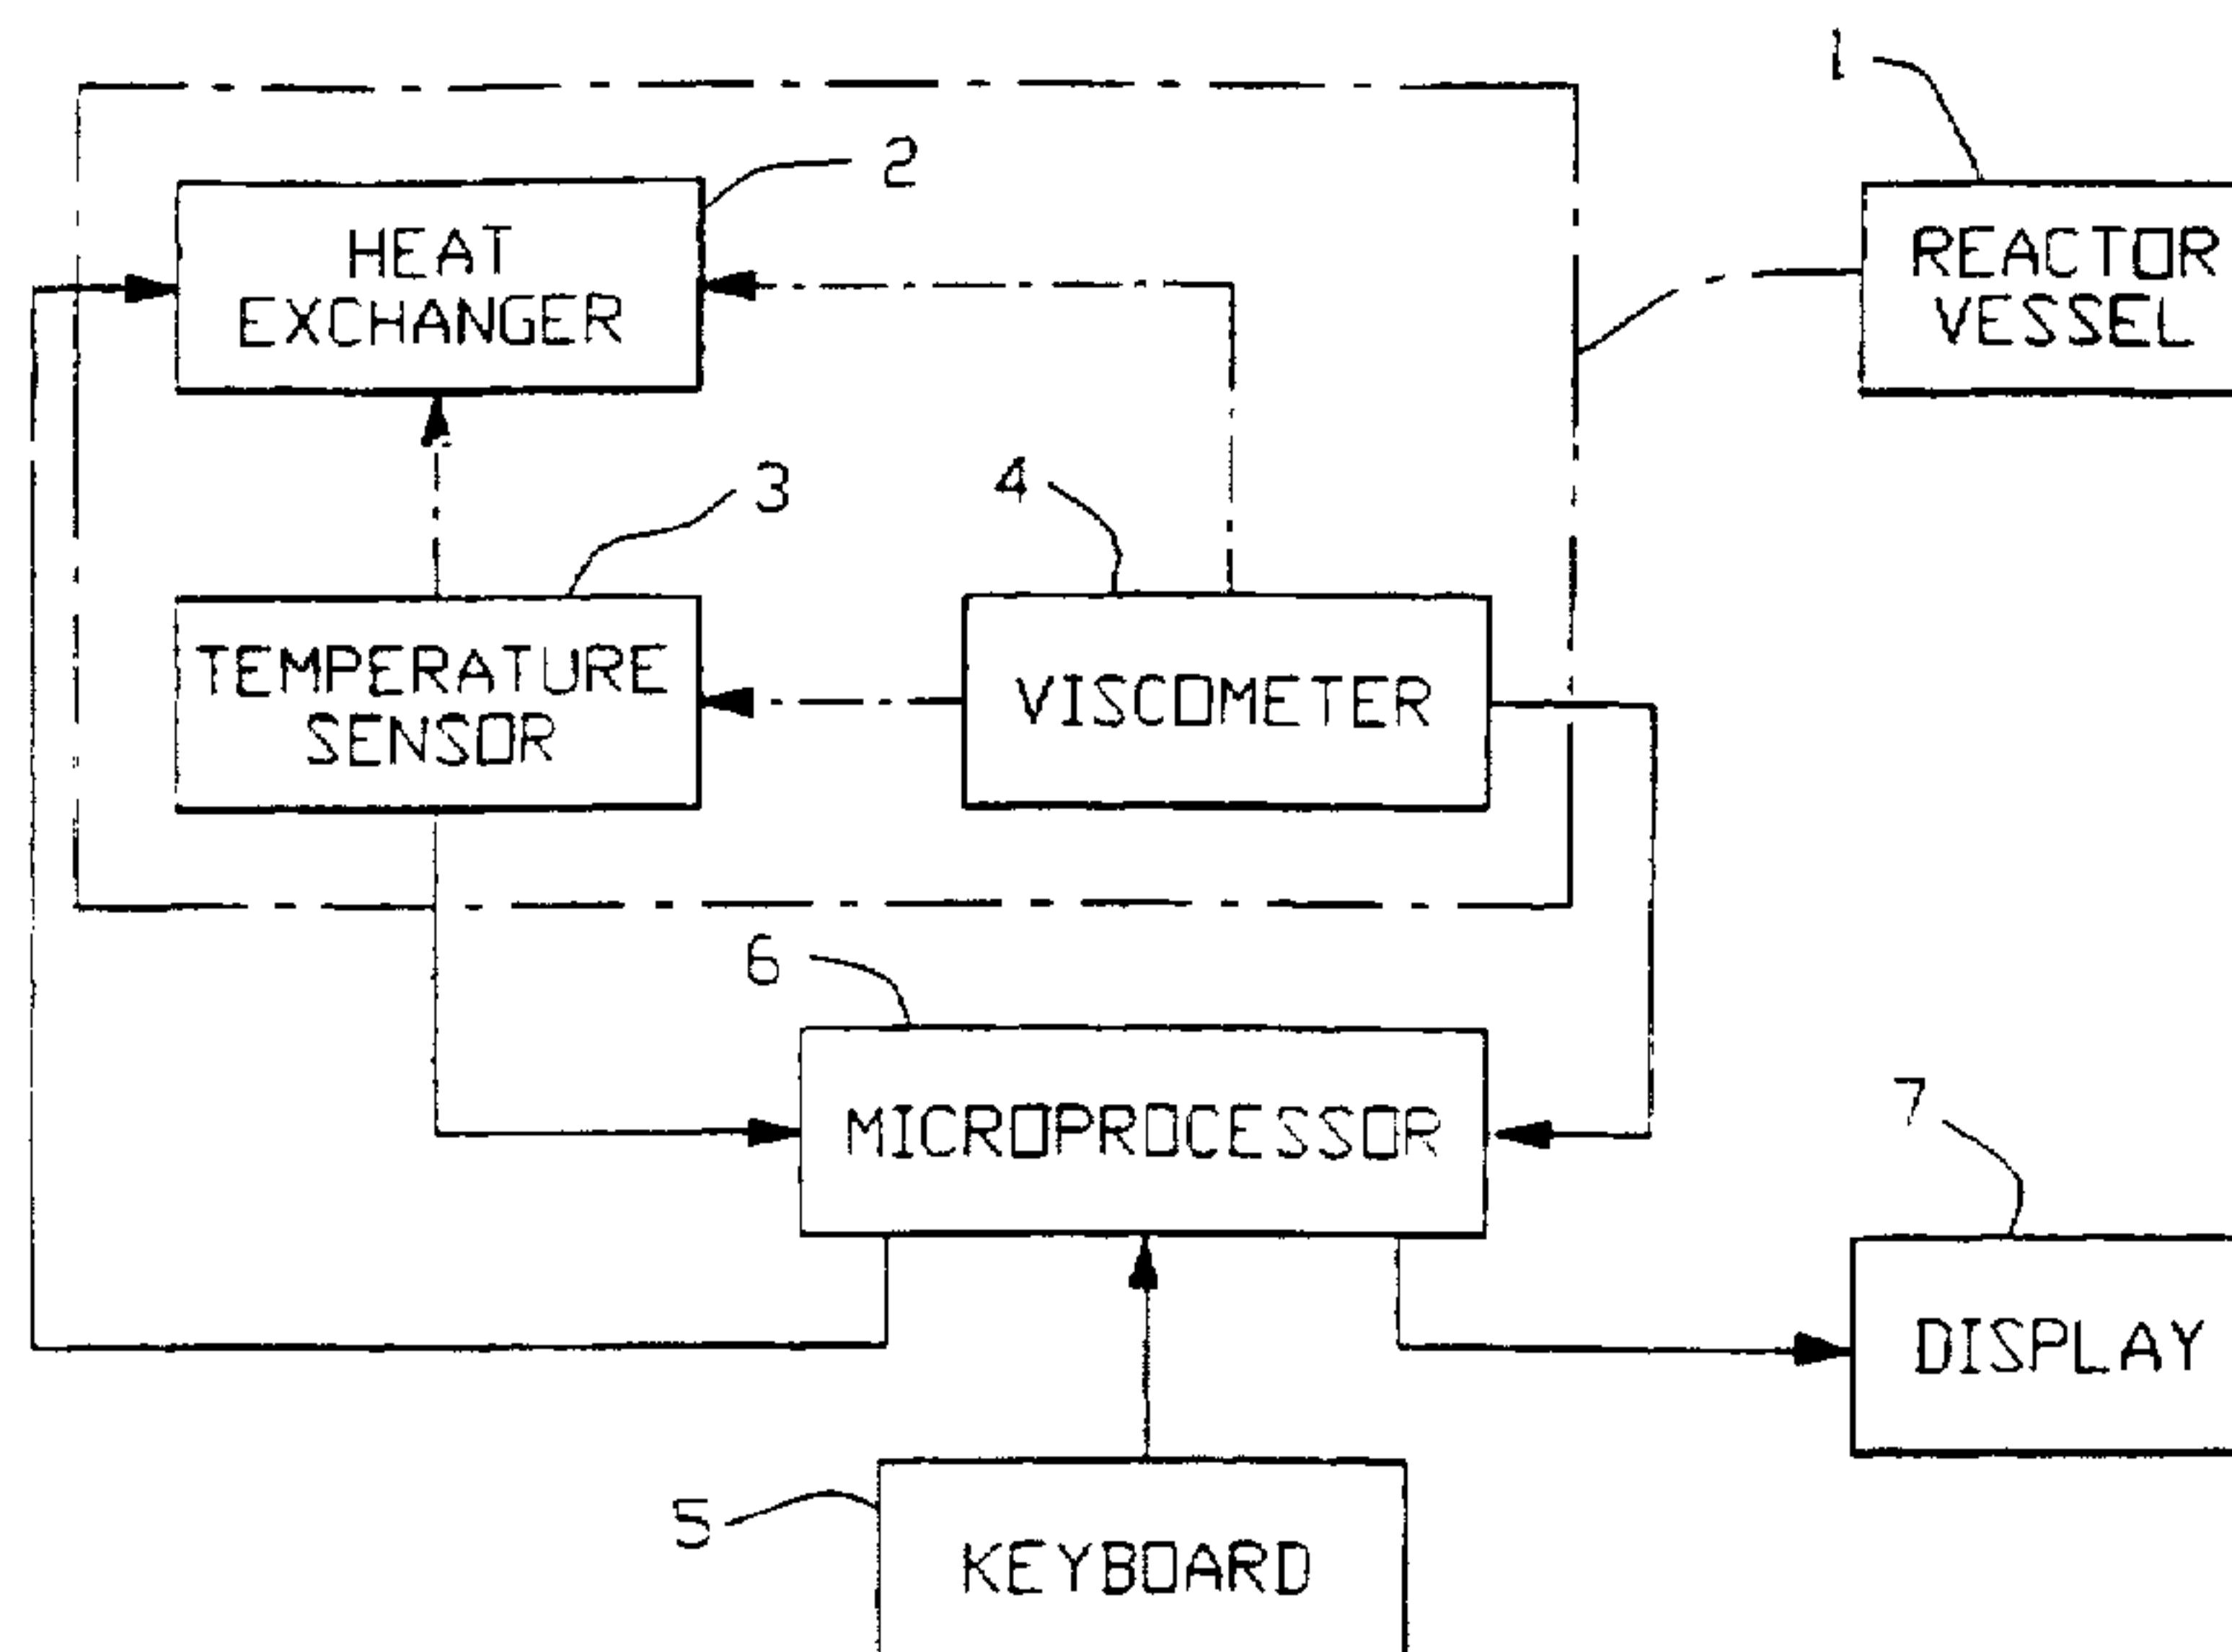 1
2
HEAT
EXCHANGER
REACTOR
VESSEL
3
4
TEMPERATURE
SENSOR
VISCOMETER
6
MICROPROCESSOR
7
DISPLAY
5
KEYBOARD